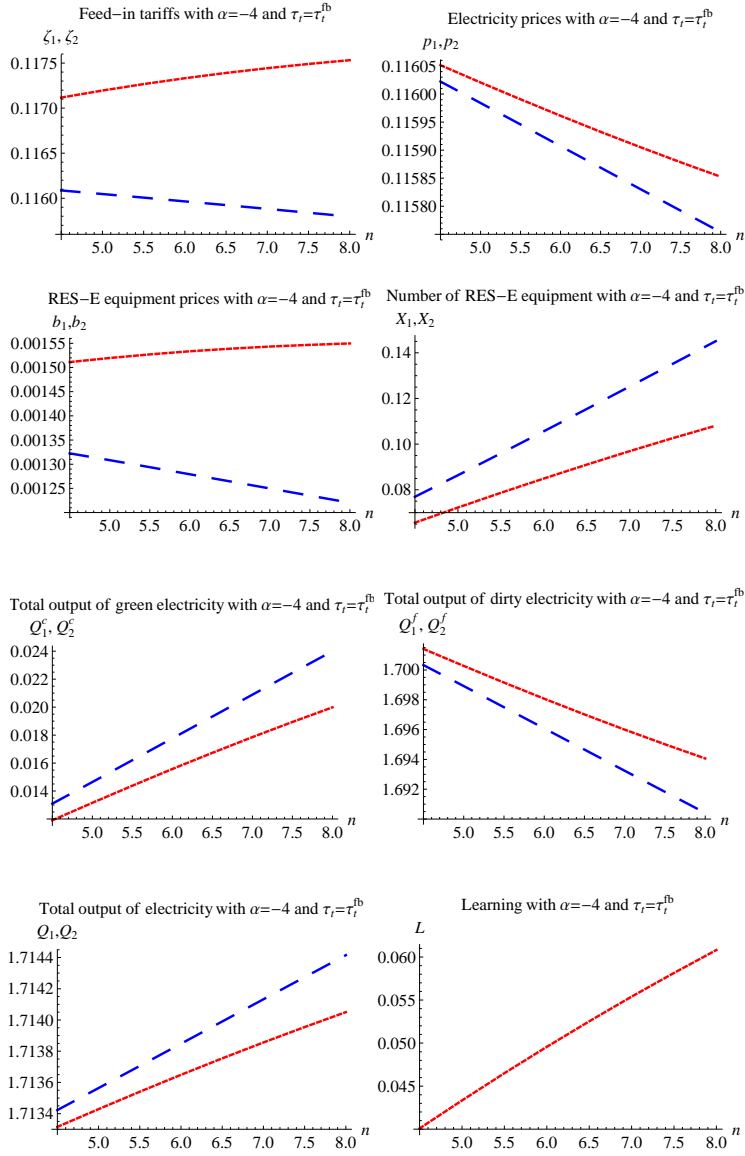 Feed-in tariffs with α=−4 and τₜ=τₜᶠᵇ
ζ₁, ζ₂
0.1175
0.1170
0.1165
0.1160
5.0 5.5 6.0 6.5 7.0 7.5 8.0 n
Electricity prices with α=−4 and τₜ=τₜᶠᵇ
p₁,p₂
0.11605
0.11600
0.11595
0.11590
0.11585
0.11580
5.0 5.5 6.0 6.5 7.0 7.5 8.0 n
RES-E equipment prices with α=−4 and τₜ=τₜᶠᵇ
b₁,b₂
0.00155
0.00150
0.00145
0.00140
0.00135
0.00130
0.00125
5.0 5.5 6.0 6.5 7.0 7.5 8.0 n
Number of RES-E equipment with α=−4 and τₜ=τₜᶠᵇ
X₁,X₂
0.14
0.12
0.10
0.08
5.0 5.5 6.0 6.5 7.0 7.5 8.0 n
Total output of green electricity with α=−4 and τₜ=τₜᶠᵇ
Q₁ᶜ, Q₂ᶜ
0.024
0.022
0.020
0.018
0.016
0.014
5.0 5.5 6.0 6.5 7.0 7.5 8.0 n
Total output of dirty electricity with α=−4 and τₜ=τₜᶠᵇ
Q₁ᶠ, Q₂ᶠ
1.700
1.698
1.696
1.694
1.692
5.0 5.5 6.0 6.5 7.0 7.5 8.0 n
Total output of electricity with α=−4 and τₜ=τₜᶠᵇ
Q₁,Q₂
1.7144
1.7142
1.7140
1.7138
1.7136
1.7134
5.0 5.5 6.0 6.5 7.0 7.5 8.0 n
Learning with α=−4 and τₜ=τₜᶠᵇ
L
0.060
0.055
0.050
0.045
5.0 5.5 6.0 6.5 7.0 7.5 8.0 n